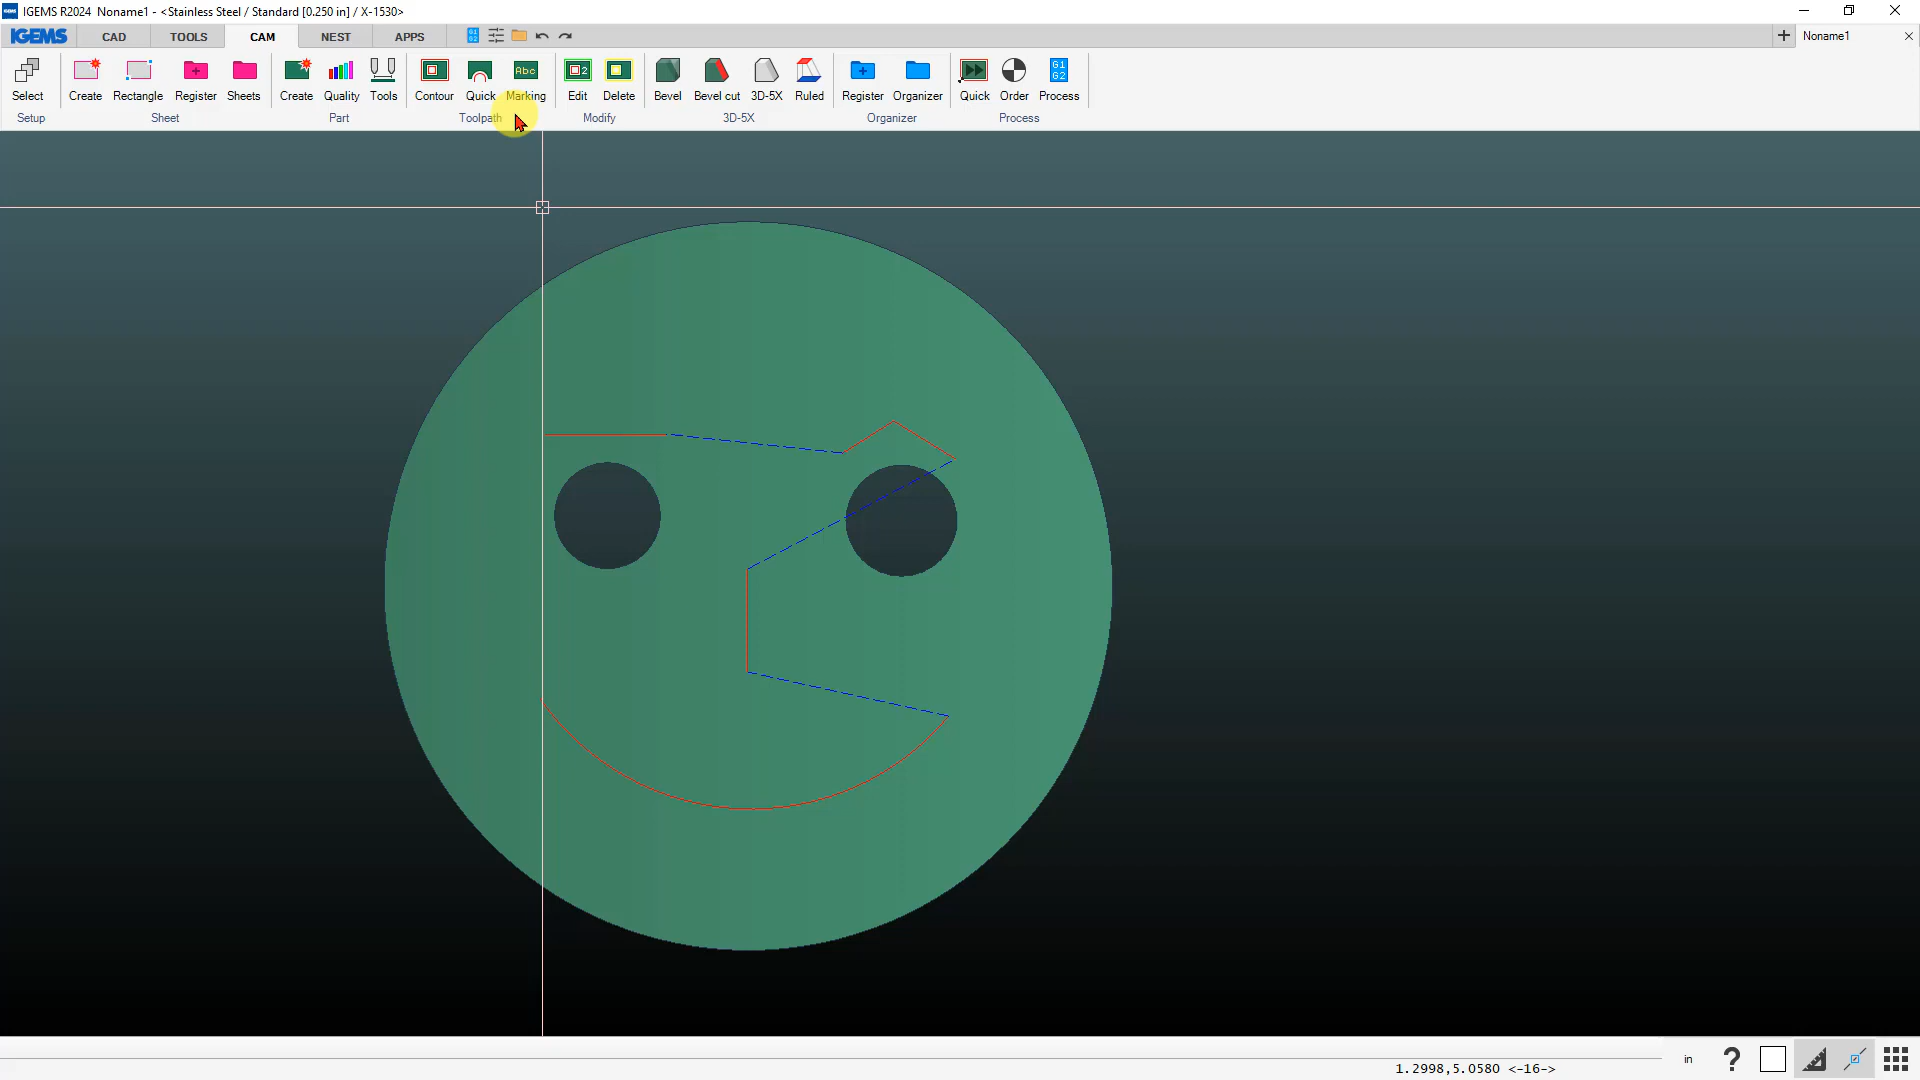 IGEMS R2024 Noname1 - <Stainless Steel / Standard [0.250 in] / X-1530>
IGEMS CAD TOOLS CAM NEST APPS Noname1
Select Create Rectangle Register Sheets Create Quality Tools Contour Quick Marking Edit Delete Bevel Bevel cut 3D-5X Ruled Register Organizer Quick Order Process
Setup Sheet Part Toolpath Modify 3D-5X Organizer Process
in
1.2998,5.0580 <-16->